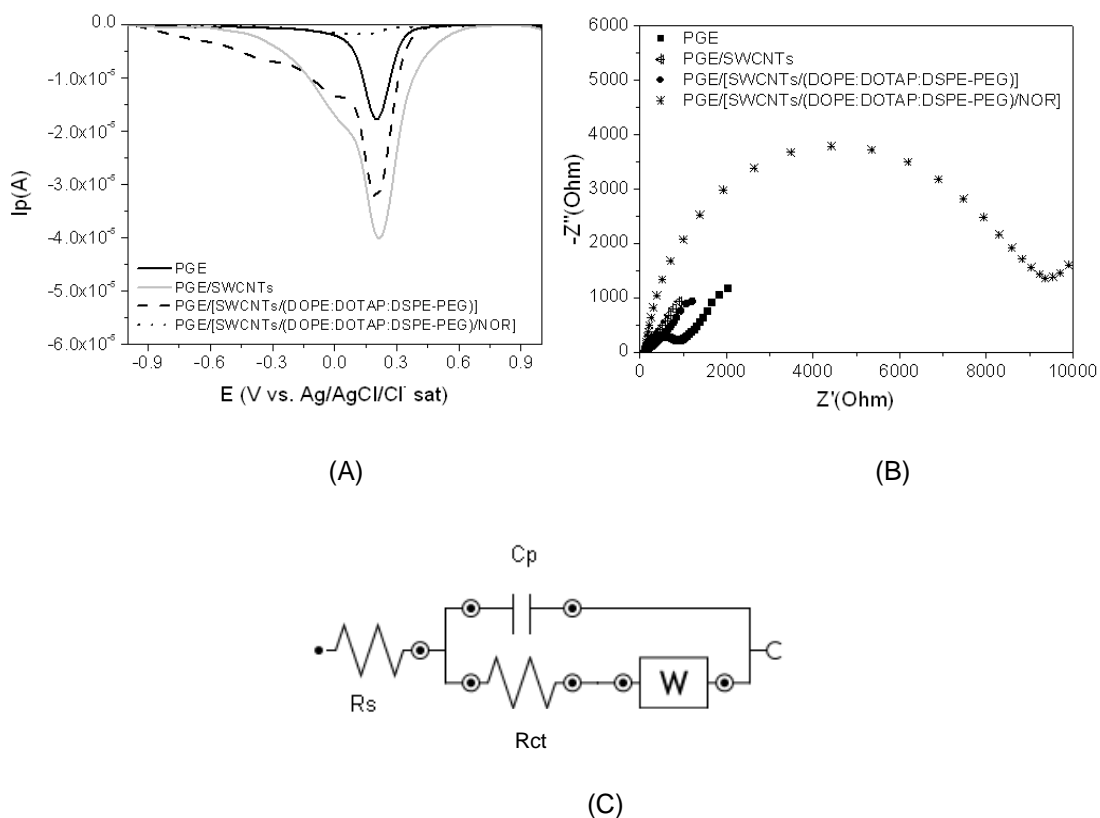 0.0
-1.0x10⁻⁵
-2.0x10⁻⁵
-3.0x10⁻⁵
-4.0x10⁻⁵
-5.0x10⁻⁵
-6.0x10⁻⁵
Ip(A)
PGE
PGE/SWCNTs
PGE/[SWCNTs/(DOPE:DOTAP:DSPE-PEG)]
PGE/[SWCNTs/(DOPE:DOTAP:DSPE-PEG)/NOR]
-0.9 -0.6 -0.3 0.0 0.3 0.6 0.9
E (V vs. Ag/AgCl/Cl⁻ sat)
(A)
6000
5000
4000
3000
2000
1000
0
-Z"(Ohm)
PGE
PGE/SWCNTs
PGE/[SWCNTs/(DOPE:DOTAP:DSPE-PEG)]
PGE/[SWCNTs/(DOPE:DOTAP:DSPE-PEG)/NOR]
0 2000 4000 6000 8000 10000
Z'(Ohm)
(B)
Cp
Rs
W
Rct
(C)